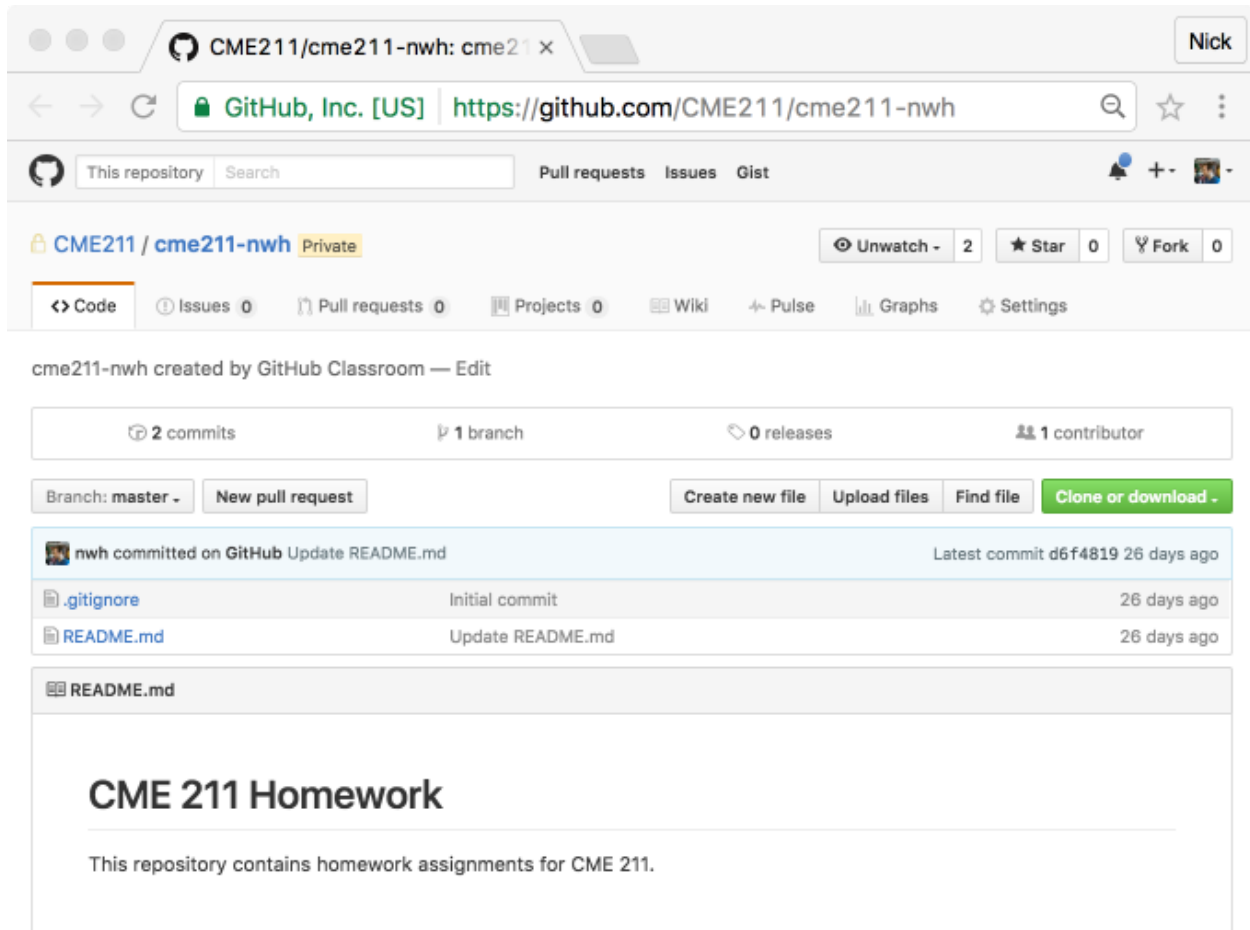 CME211/cme211-nwh: cme21
Nick
GitHub, Inc. [US] https://github.com/CME211/cme211-nwh
This repository Search Pull requests Issues Gist
CME211 / cme211-nwh Private Unwatch 2 Star 0 Fork 0
Code Issues 0 Pull requests 0 Projects 0 Wiki Pulse Graphs Settings
cme211-nwh created by GitHub Classroom — Edit
2 commits 1 branch 0 releases 1 contributor
Branch: master New pull request Create new file Upload files Find file Clone or download
nwh committed on GitHub Update README.md Latest commit d6f4819 26 days ago
.gitignore Initial commit 26 days ago
README.md Update README.md 26 days ago
README.md
CME 211 Homework
This repository contains homework assignments for CME 211.